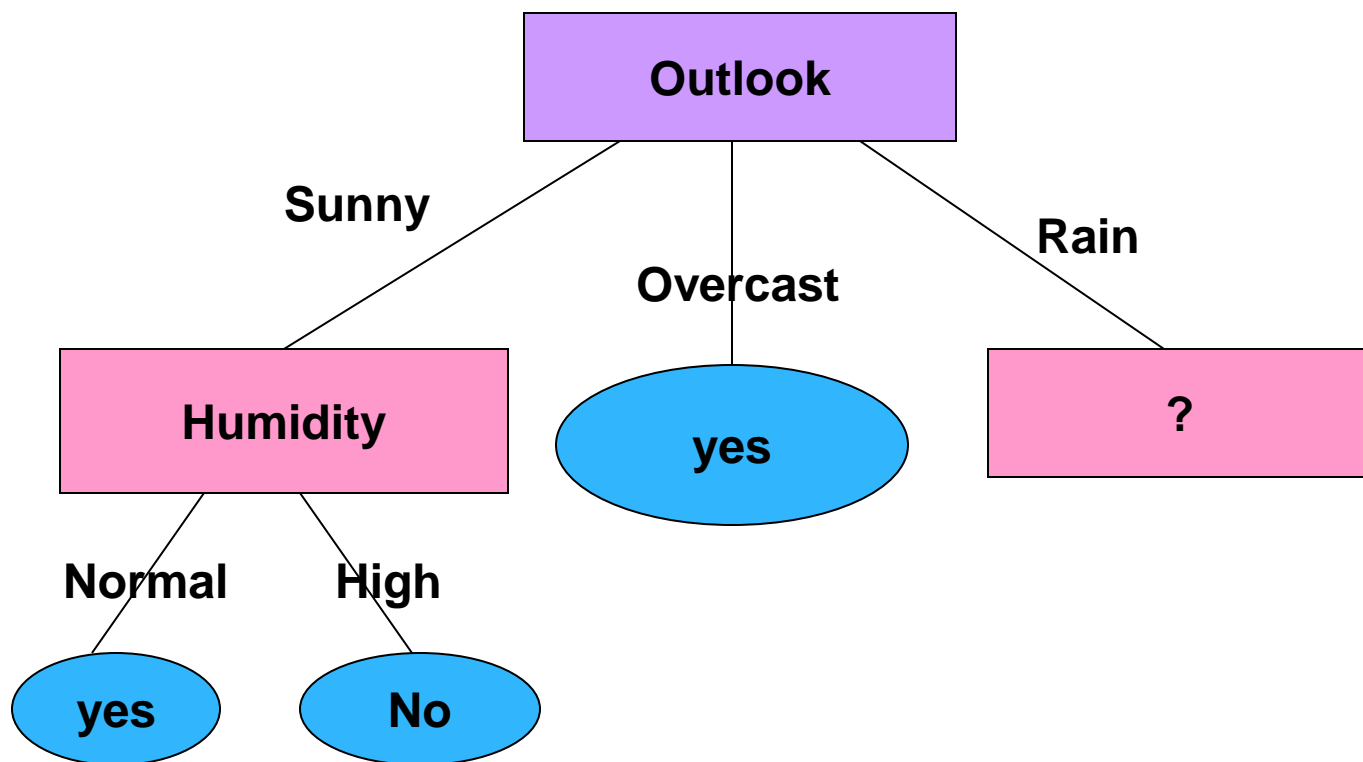 Outlook
Sunny
Rain
Overcast
Humidity
yes
?
Normal
High
yes
No